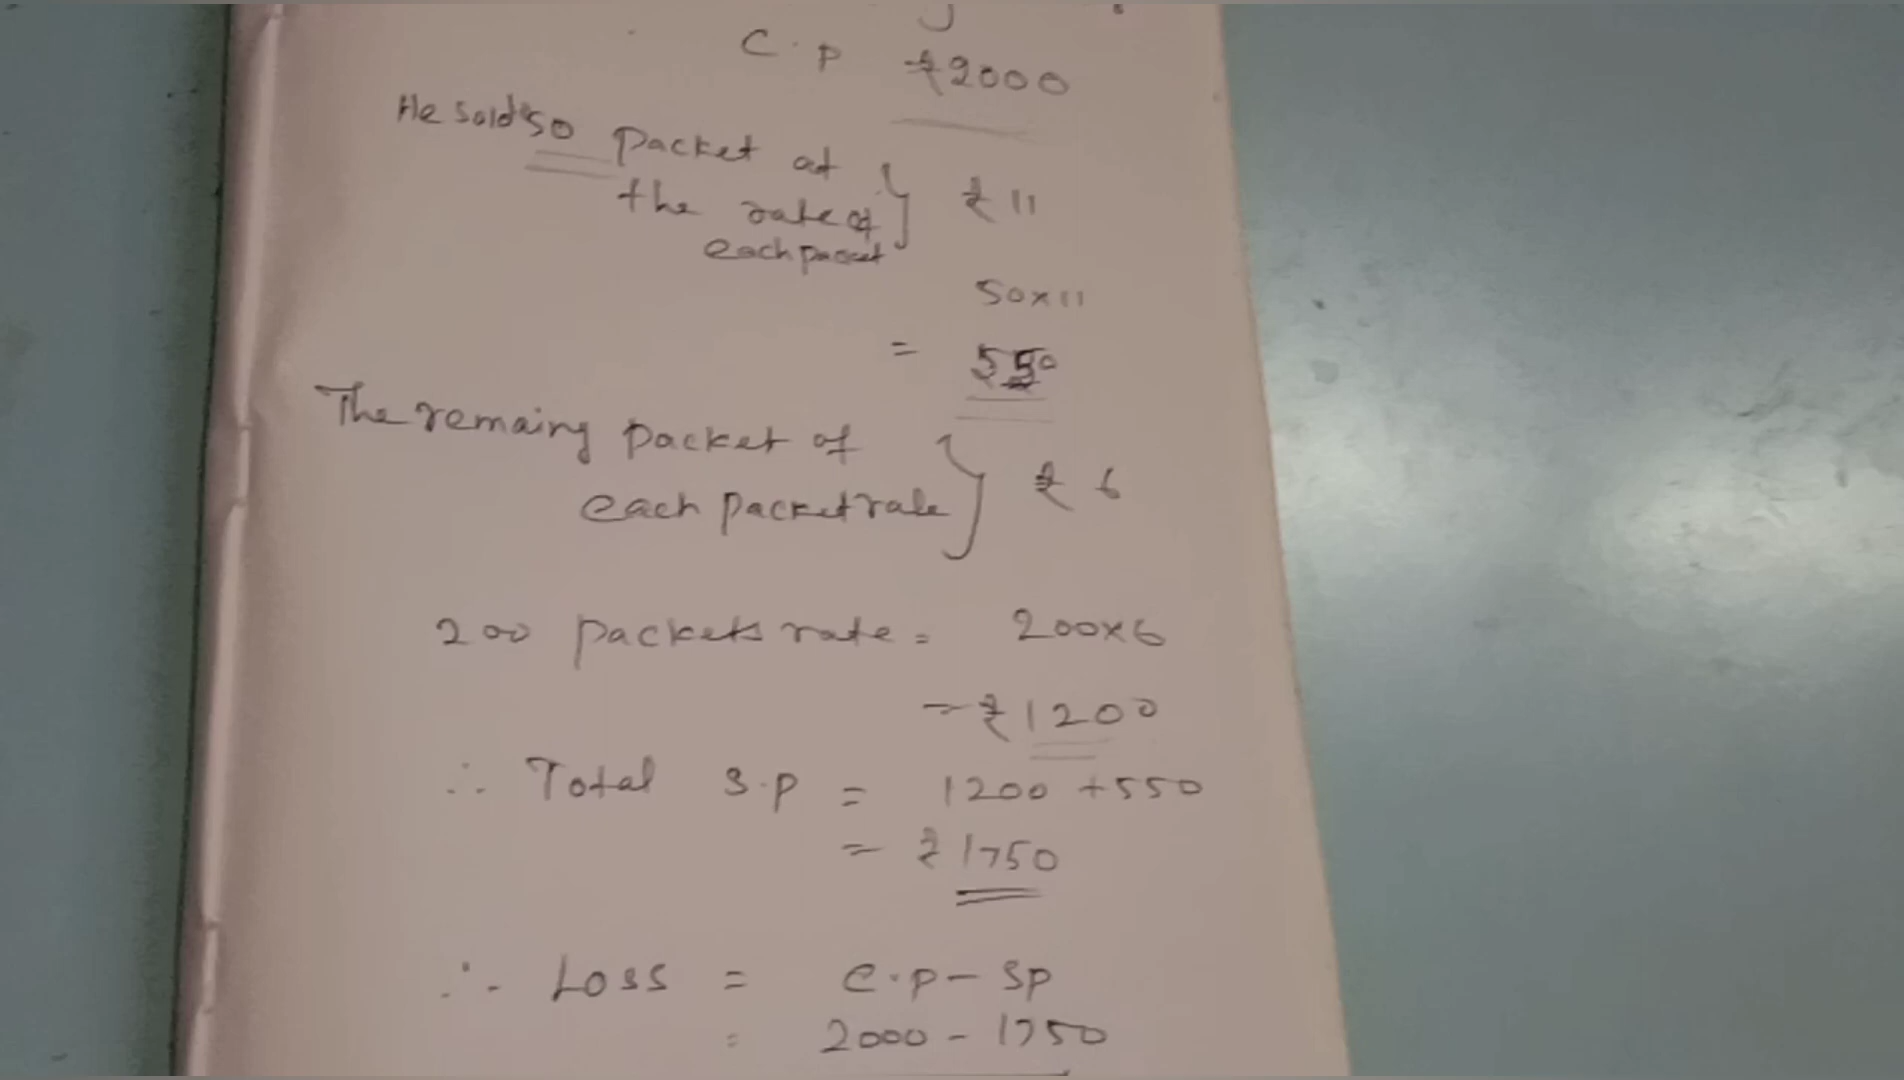 C.P ₹2000
He sold 50 packet at
the rate of
each packet
₹11
50×11
= 550
The remaing packet of
each packet rate
₹ 6
200 packets rate = 200×6
= ₹1200
∴ Total S.P = 1200 +550
= ₹1750
∴ Loss = C.P – SP
= 2000 – 1750